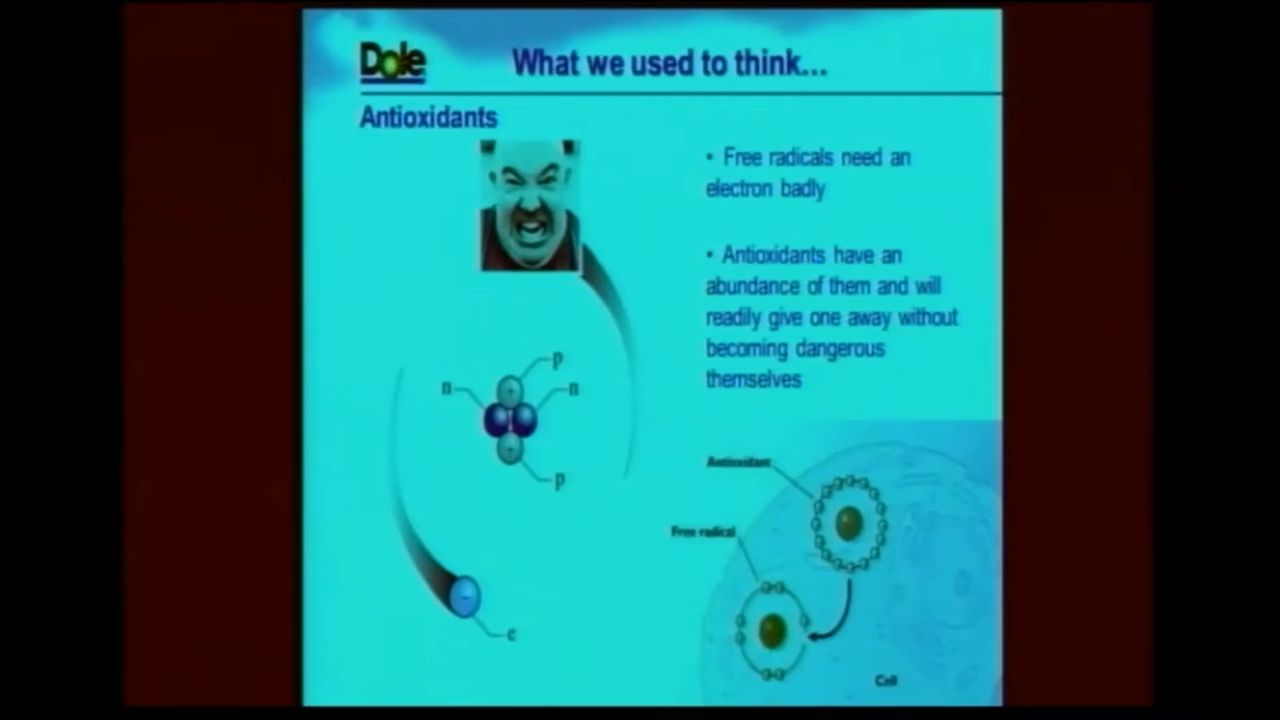 Dole
What we used to think...
Antioxidants
• Free radicals need an
electron badly
• Antioxidants have an
abundance of them and will
readily give one away without
becoming dangerous
themselves
p
n
n
p
e
Antioxidant
Free radical
Cell